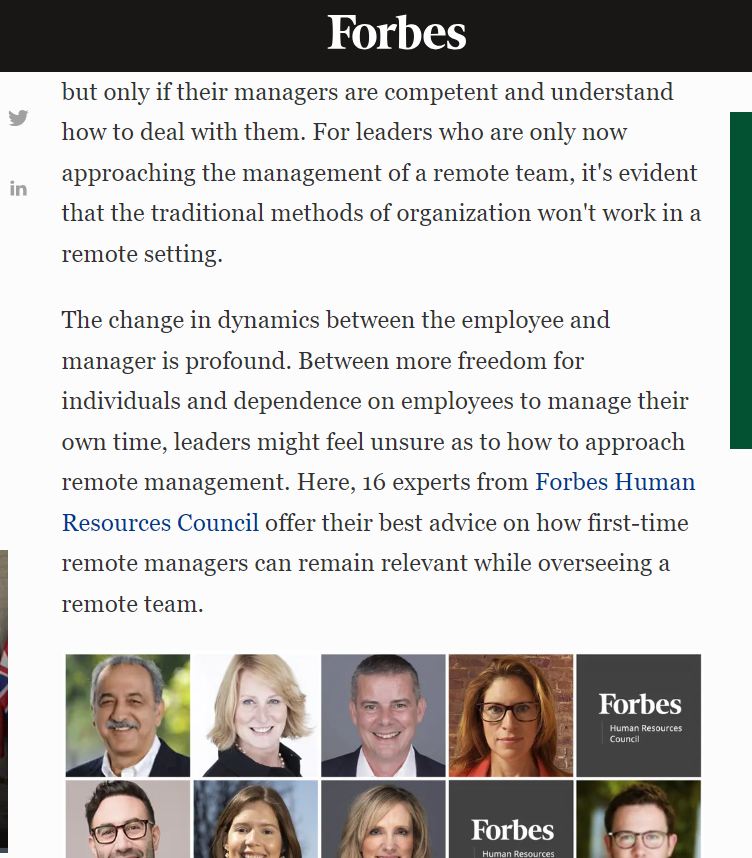 Forbes
but only if their managers are competent and understand
how to deal with them. For leaders who are only now
approaching the management of a remote team, it's evident
that the traditional methods of organization won't work in a
remote setting.
in
The change in dynamics between the employee and
manager is profound. Between more freedom for
individuals and dependence on employees to manage their
own time, leaders might feel unsure as to how to approach
remote management. Here, 16 experts from Forbes Human
Resources Council offer their best advice on how first-time
remote managers can remain relevant while overseeing a
remote team.
Forbes
Human Resources
Council
Forbes
Human Resources